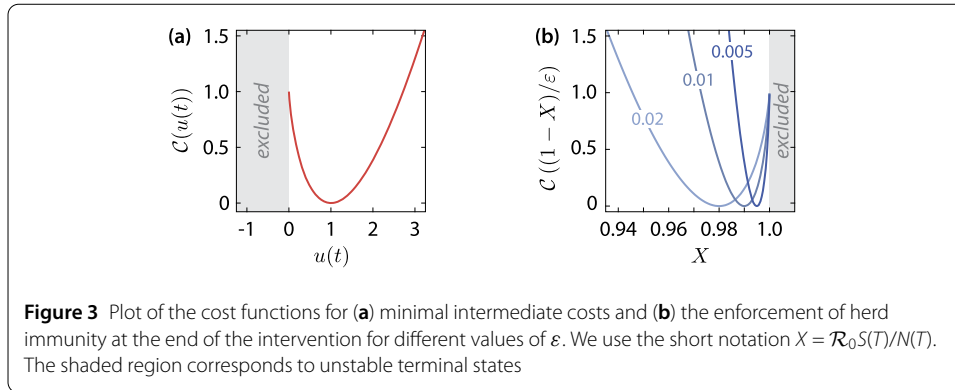 (a)
1.5
1.0
0.5
0
C(u(t))
excluded
-1 0 1 2 3
u(t)
(b)
1.5
1.0
0.5
0
C((1 − X)/ε)
0.02
0.01
0.005
excluded
0.94 0.96 0.98 1.0
X
Figure 3 Plot of the cost functions for (a) minimal intermediate costs and (b) the enforcement of herd
immunity at the end of the intervention for different values of ε. We use the short notation X = R₀S(T)/N(T).
The shaded region corresponds to unstable terminal states